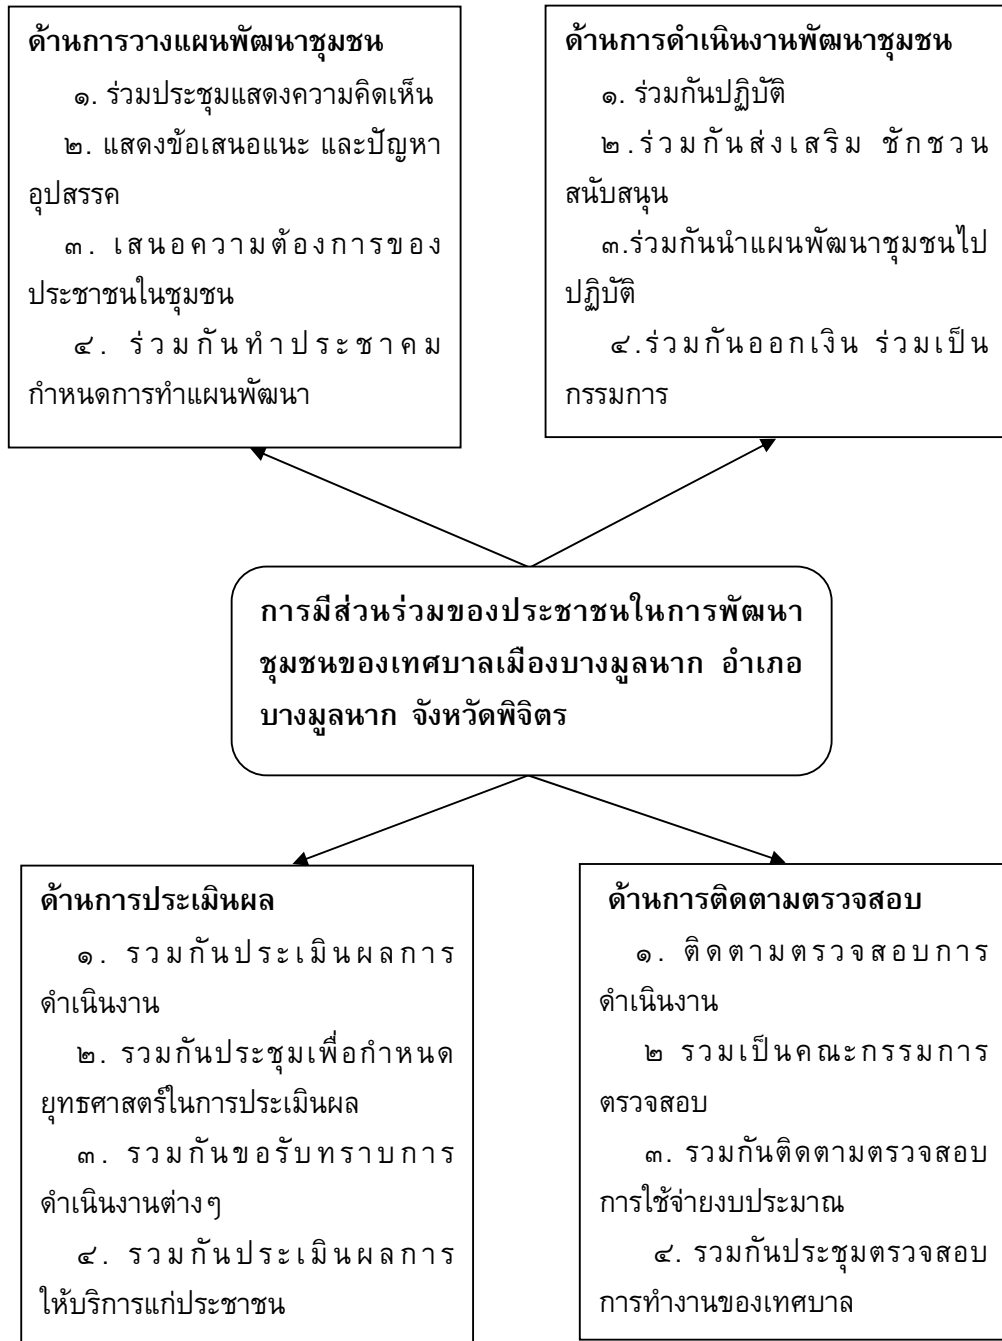 ด้านการวางแผนพัฒนาชุมชน
๑. ร่วมประชุมแสดงความคิดเห็น
๒. แสดงข้อเสนอแนะ และปัญหา
อุปสรรค
๓. เสนอความต้องการของ
ประชาชนในชุมชน
๔. ร่วมกันทำประชาคม
กำหนดการทำแผนพัฒนา
ด้านการดำเนินงานพัฒนาชุมชน
๑. ร่วมกันปฏิบัติ
๒.ร่วมกันส่งเสริม ชักชวน
สนับสนุน
๓.ร่วมกันนำแผนพัฒนาชุมชนไป
ปฏิบัติ
๔.ร่วมกันออกเงิน ร่วมเป็น
กรรมการ
การมีส่วนร่วมของประชาชนในการพัฒนา
ชุมชนของเทศบาลเมืองบางมูลนาก อำเภอ
บางมูลนาก จังหวัดพิจิตร
ด้านการประเมินผล
๑. รวมกันประเมินผลการ
ดำเนินงาน
๒. รวมกันประชุมเพื่อกำหนด
ยุทธศาสตร์ในการประเมินผล
๓. รวมกันขอรับทราบการ
ดำเนินงานต่างๆ
๔. รวมกันประเมินผลการ
ให้บริการแก่ประชาชน
ด้านการติดตามตรวจสอบ
๑. ติดตามตรวจสอบการ
ดำเนินงาน
๒ รวมเป็นคณะกรรมการ
ตรวจสอบ
๓. รวมกันติดตามตรวจสอบ
การใช้จ่ายงบประมาณ
๔. รวมกันประชุมตรวจสอบ
การทำงานของเทศบาล